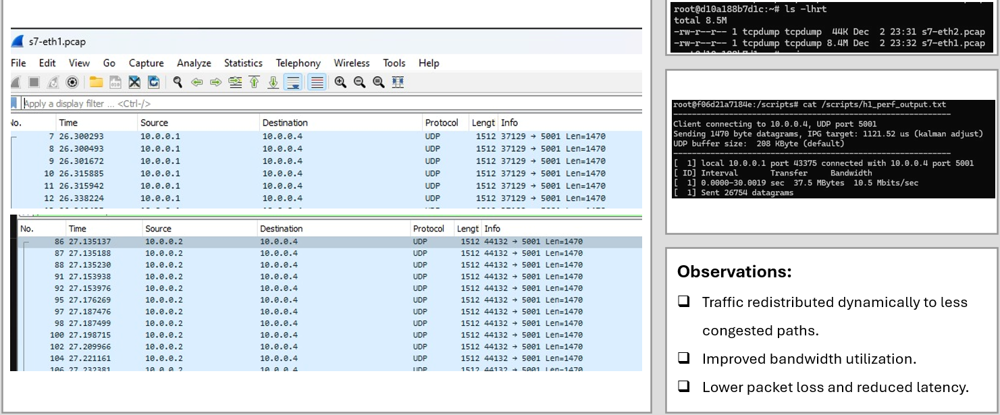 s7-eth1.pcap
File Edit View Go Capture Analyze Statistics Telephony Wireless Tools Help
Apply a display filter ... <Ctrl-/>
No. Time Source Destination Protocol Lengt Info
7 26.300293 10.0.0.1 10.0.0.4 UDP 1512 37129 → 5001 Len=1470
8 26.300493 10.0.0.1 10.0.0.4 UDP 1512 37129 → 5001 Len=1470
9 26.301672 10.0.0.1 10.0.0.4 UDP 1512 37129 → 5001 Len=1470
10 26.315885 10.0.0.1 10.0.0.4 UDP 1512 37129 → 5001 Len=1470
11 26.315942 10.0.0.1 10.0.0.4 UDP 1512 37129 → 5001 Len=1470
12 26.338224 10.0.0.1 10.0.0.4 UDP 1512 37129 → 5001 Len=1470
No. Time Source Destination Protocol Lengt Info
86 27.135137 10.0.0.2 10.0.0.4 UDP 1512 44132 → 5001 Len=1470
87 27.135188 10.0.0.2 10.0.0.4 UDP 1512 44132 → 5001 Len=1470
88 27.135230 10.0.0.2 10.0.0.4 UDP 1512 44132 → 5001 Len=1470
91 27.153938 10.0.0.2 10.0.0.4 UDP 1512 44132 → 5001 Len=1470
92 27.153976 10.0.0.2 10.0.0.4 UDP 1512 44132 → 5001 Len=1470
95 27.176269 10.0.0.2 10.0.0.4 UDP 1512 44132 → 5001 Len=1470
97 27.187476 10.0.0.2 10.0.0.4 UDP 1512 44132 → 5001 Len=1470
98 27.187499 10.0.0.2 10.0.0.4 UDP 1512 44132 → 5001 Len=1470
100 27.198715 10.0.0.2 10.0.0.4 UDP 1512 44132 → 5001 Len=1470
102 27.209966 10.0.0.2 10.0.0.4 UDP 1512 44132 → 5001 Len=1470
104 27.221161 10.0.0.2 10.0.0.4 UDP 1512 44132 → 5001 Len=1470
106 27.232381 10.0.0.2 10.0.0.4 UDP 1512 44132 → 5001 Len=1470
root@d10a188b7d1c:~# ls -lhrt
total 8.5M
-rw-r--r-- 1 tcpdump tcpdump 44K Dec 2 23:31 s7-eth2.pcap
-rw-r--r-- 1 tcpdump tcpdump 8.4M Dec 2 23:32 s7-eth1.pcap
root@f06d21a7184e:/scripts# cat /scripts/h1_perf_output.txt
------------------------------------------------------------
Client connecting to 10.0.0.4, UDP port 5001
Sending 1470 byte datagrams, IPG target: 1121.52 us (kalman adjust)
UDP buffer size: 208 KByte (default)
------------------------------------------------------------
[ 1] local 10.0.0.1 port 43375 connected with 10.0.0.4 port 5001
[ ID] Interval Transfer Bandwidth
[ 1] 0.0000-30.0019 sec 37.5 MBytes 10.5 Mbits/sec
[ 1] Sent 26754 datagrams
Observations:
❑ Traffic redistributed dynamically to less
congested paths.
❑ Improved bandwidth utilization.
❑ Lower packet loss and reduced latency.